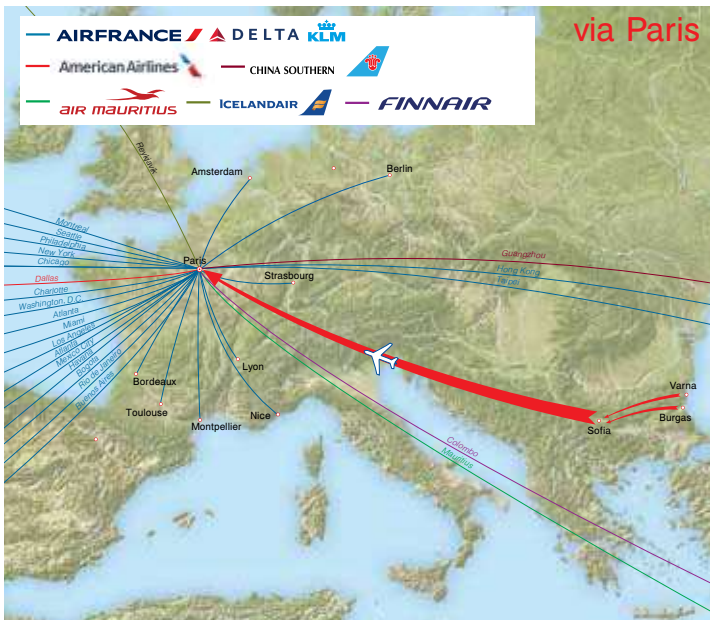 via Paris
AIRFRANCE DELTA KLM
American Airlines CHINA SOUTHERN
AIR MAURITIUS ICELANDAIR FINNAIR
Reykjavik
Amsterdam
Berlin
Montreal
Seattle
Philadelphia
New York
Chicago
Paris
Guangzhou
Hong Kong
Taipei
Strasbourg
Dallas
Charlotte
Washington, D.C.
Atlanta
Miami
Los Angeles
Atlanta
Mexico City
Havana
Bogota
Rio de Janeiro
Buenos Aires
Lyon
Bordeaux
Toulouse
Montpellier
Nice
Varna
Burgas
Sofia
Colombo
Mauritius